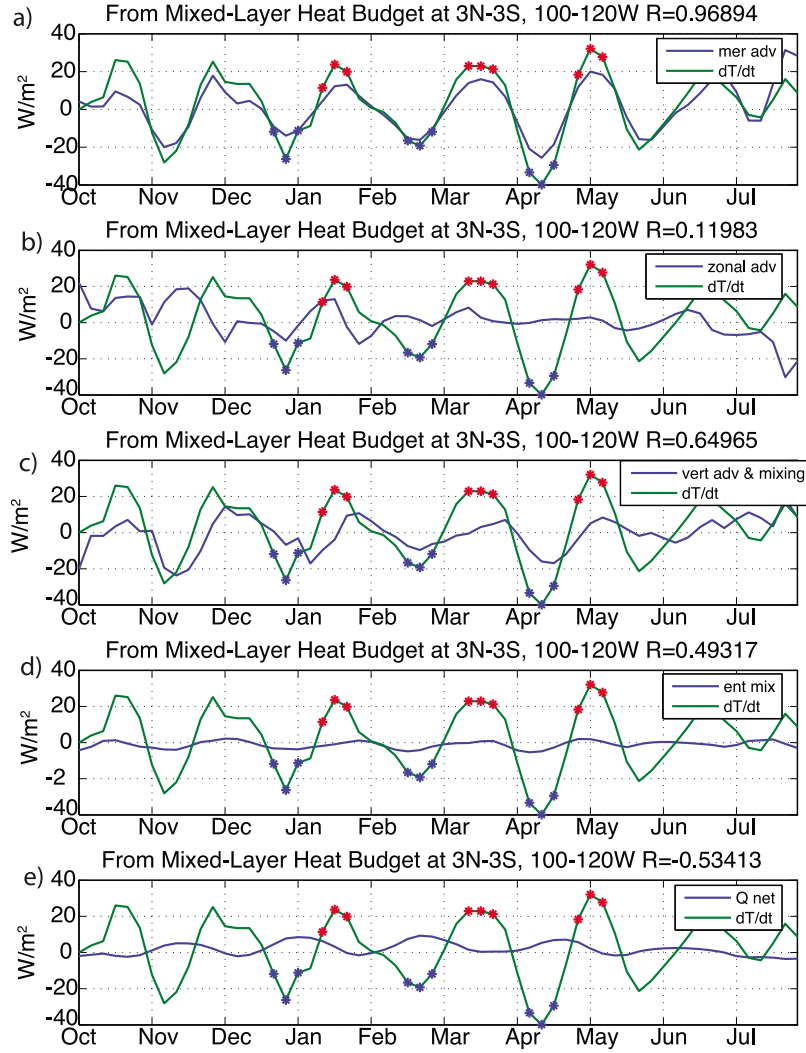 a)
From Mixed-Layer Heat Budget at 3N-3S, 100-120W R=0.96894
40
20
0
-20
-40
W/m²
mer adv
dT/dt
Oct Nov Dec Jan Feb Mar Apr May Jun Jul
b)
From Mixed-Layer Heat Budget at 3N-3S, 100-120W R=0.11983
40
20
0
-20
-40
W/m²
zonal adv
dT/dt
Oct Nov Dec Jan Feb Mar Apr May Jun Jul
c)
From Mixed-Layer Heat Budget at 3N-3S, 100-120W R=0.64965
40
20
0
-20
-40
W/m²
vert adv & mixing
dT/dt
Oct Nov Dec Jan Feb Mar Apr May Jun Jul
d)
From Mixed-Layer Heat Budget at 3N-3S, 100-120W R=0.49317
40
20
0
-2
-40
W/m²
ent mix
dT/dt
Oct Nov Dec Jan Feb Mar Apr May Jun Jul
e)
From Mixed-Layer Heat Budget at 3N-3S, 100-120W R=-0.53413
40
20
0
-20
-40
W/m²
Q net
dT/dt
Oct Nov Dec Jan Feb Mar Apr May Jun Jul